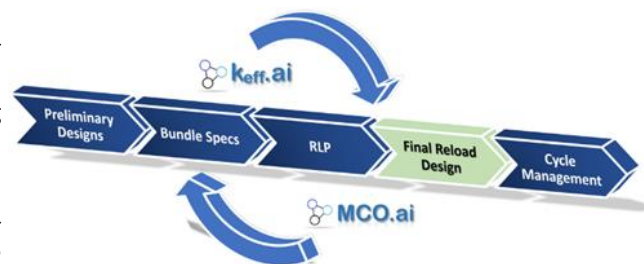 keff.ai
Preliminary
Designs
Bundle Specs
RLP
Final Reload
Design
Cycle
Management
MCO.ai